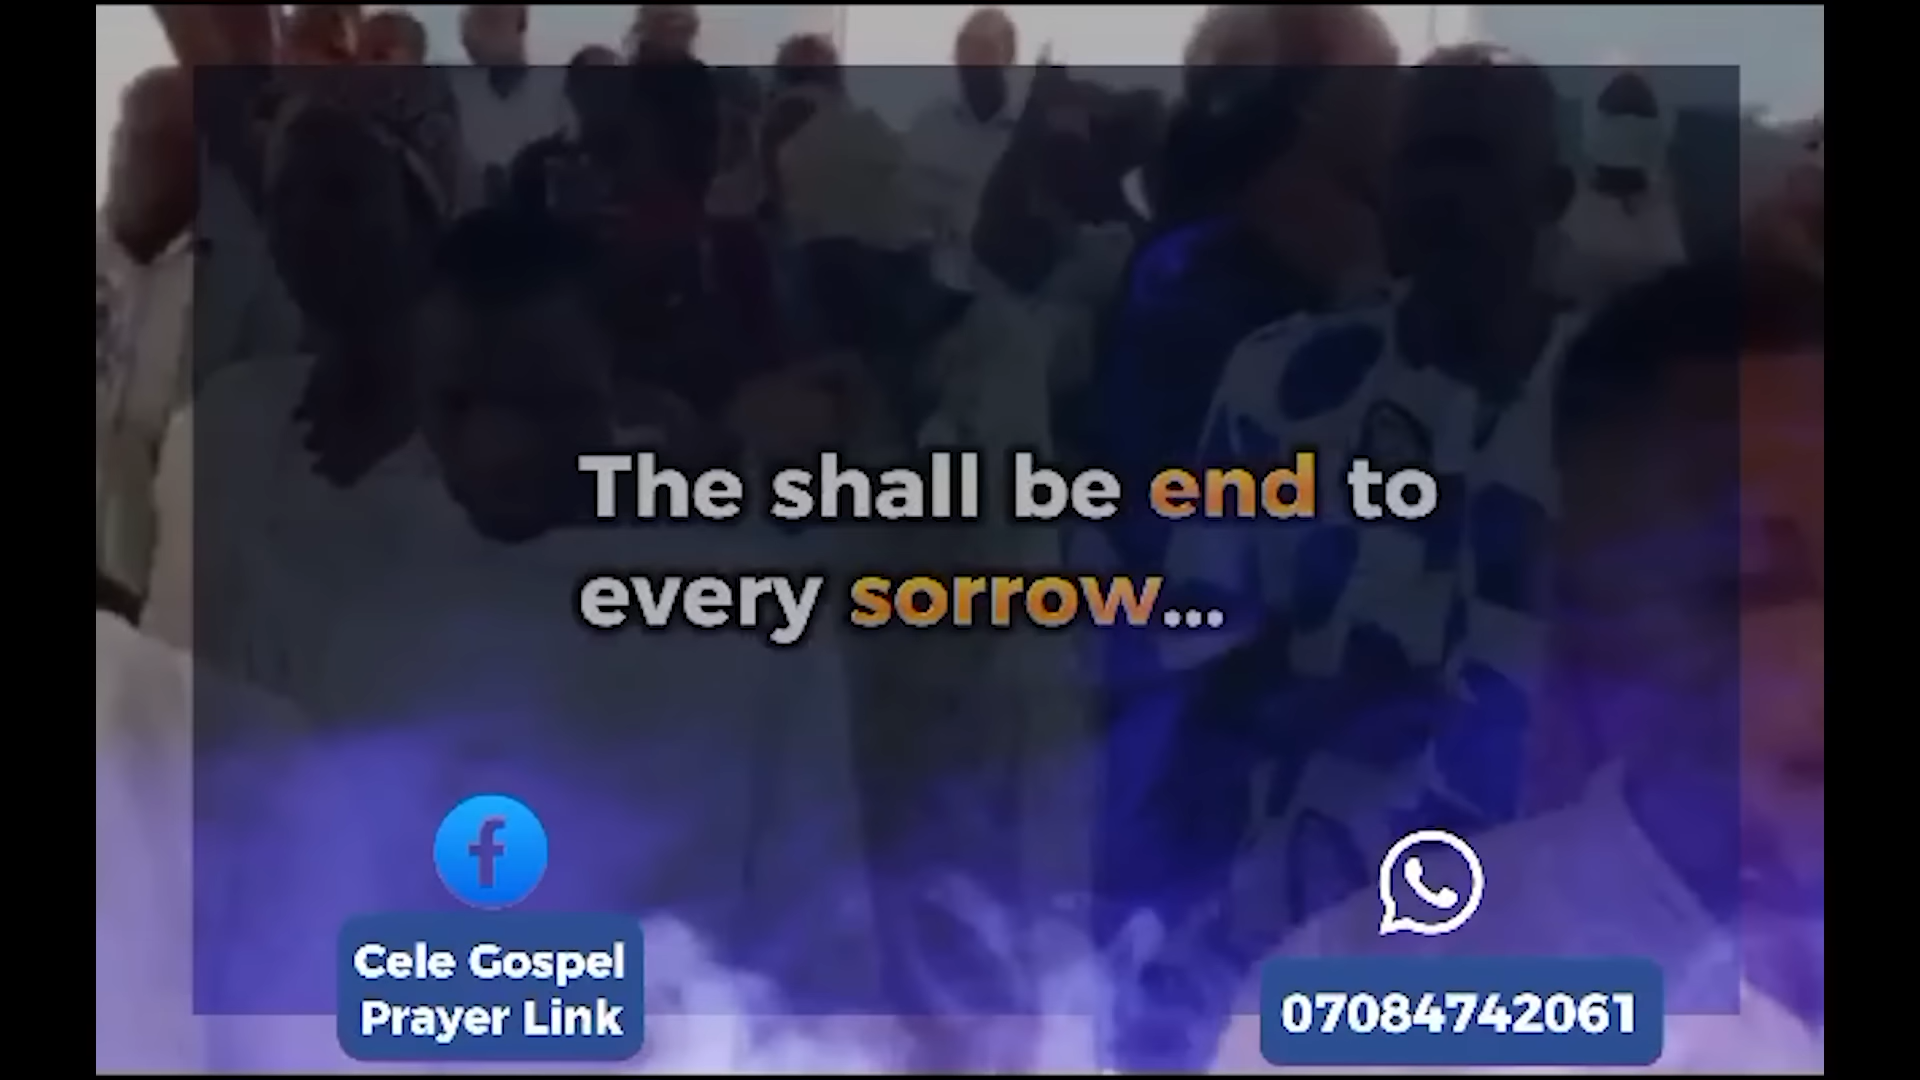 The shall be end to
every sorrow...
Cele Gospel
Prayer Link
07084742061